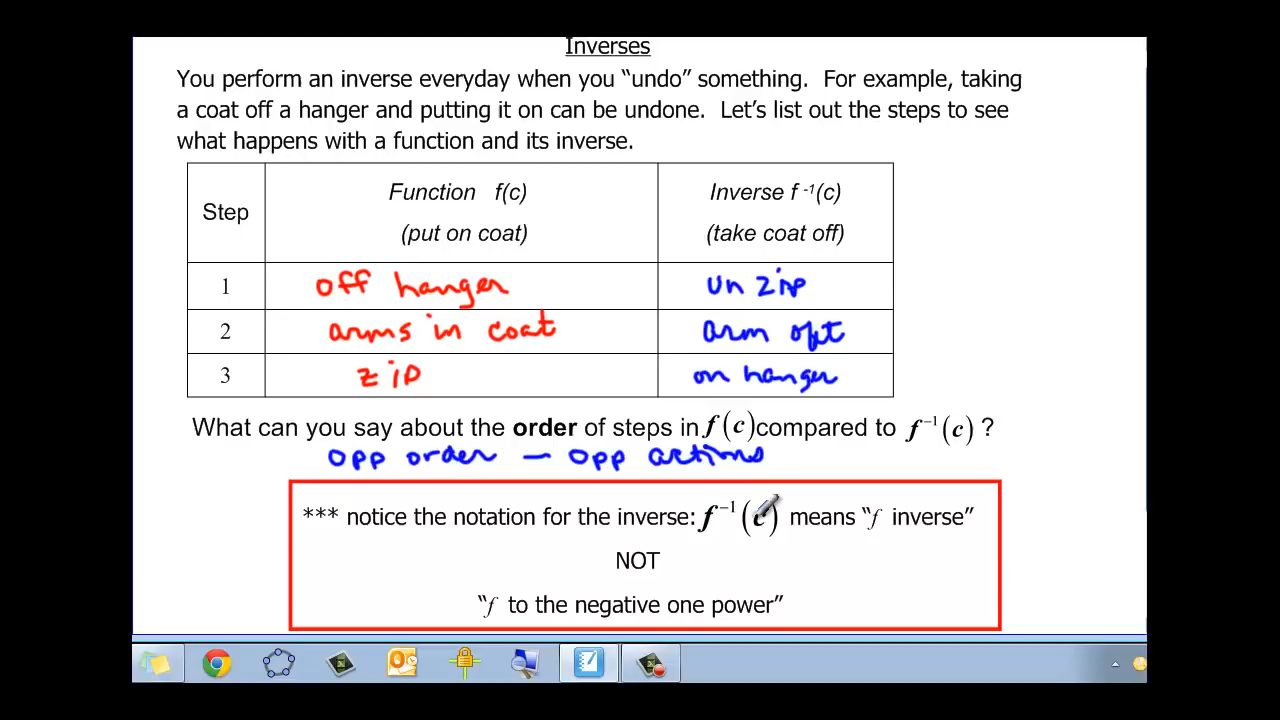 Inverses
You perform an inverse everyday when you “undo” something. For example, taking
a coat off a hanger and putting it on can be undone. Let’s list out the steps to see
what happens with a function and its inverse.
Step Function f(c) (put on coat) Inverse f -1(c) (take coat off)
1 off hanger unzip
2 arms in coat arm opt
3 zip on hanger
What can you say about the order of steps in f(c) compared to f⁻¹(c)?
opp order – opp actions
*** notice the notation for the inverse: f⁻¹(c) means “f inverse”
NOT
“f to the negative one power”